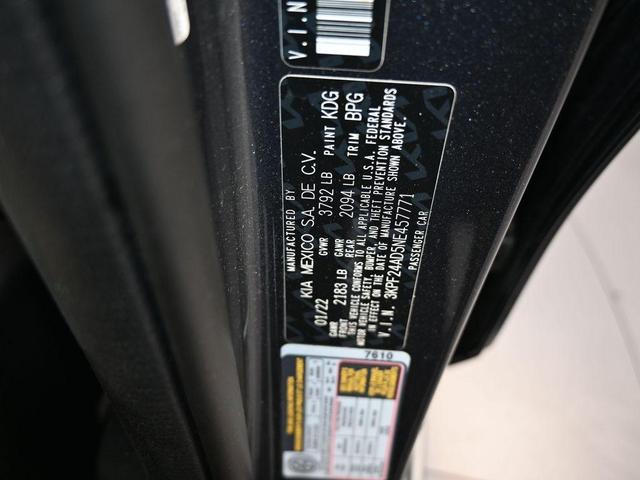 V.I.N
MANUFACTURED BY
KIA MEXICO S.A. DE C.V.
01/22 GVWR 3792 LB PAINT KDG
GAWR FRONT 2183 LB GAWR REAR 2094 LB TRIM BPG
THIS VEHICLE CONFORMS TO ALL APPLICABLE U.S.A. FEDERAL
MOTOR VEHICLE SAFETY, BUMPER, AND THEFT PREVENTION STANDARDS
IN EFFECT ON THE DATE OF MANUFACTURE SHOWN ABOVE.
V.I.N. 3KPF24AD5NE457771
PASSENGER CAR
7610